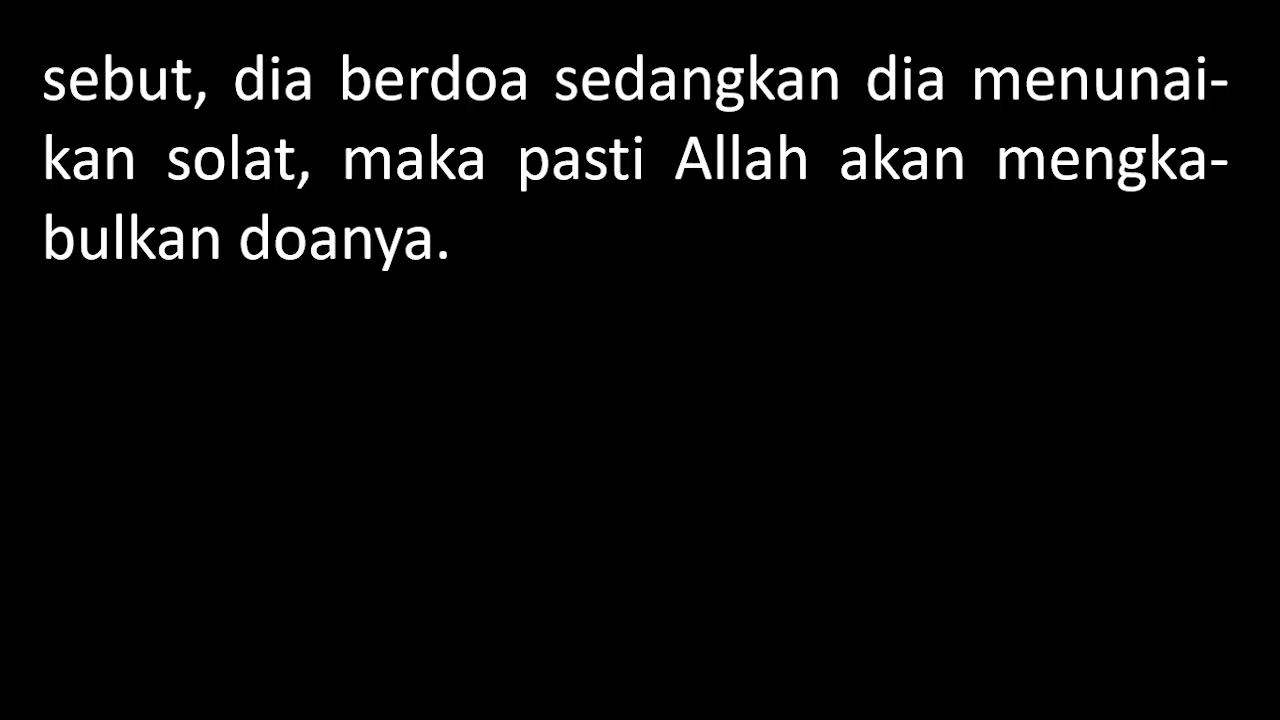 sebut, dia berdoa sedangkan dia menunai-
kan solat, maka pasti Allah akan mengka-
bulkan doanya.